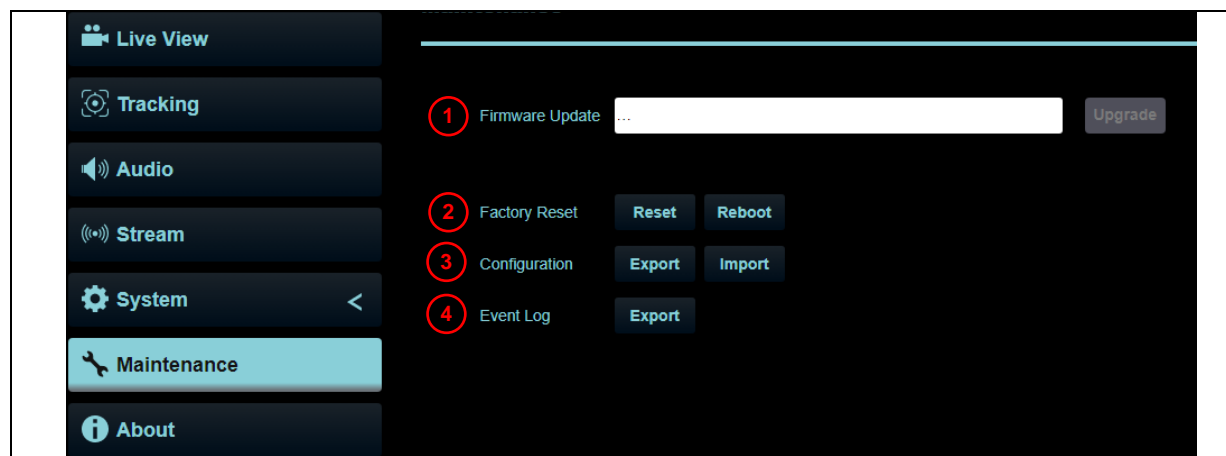 Live View
Tracking
Audio
Stream
System <
Maintenance
About
1 Firmware Update ... Upgrade
2 Factory Reset Reset Reboot
3 Configuration Export Import
4 Event Log Export